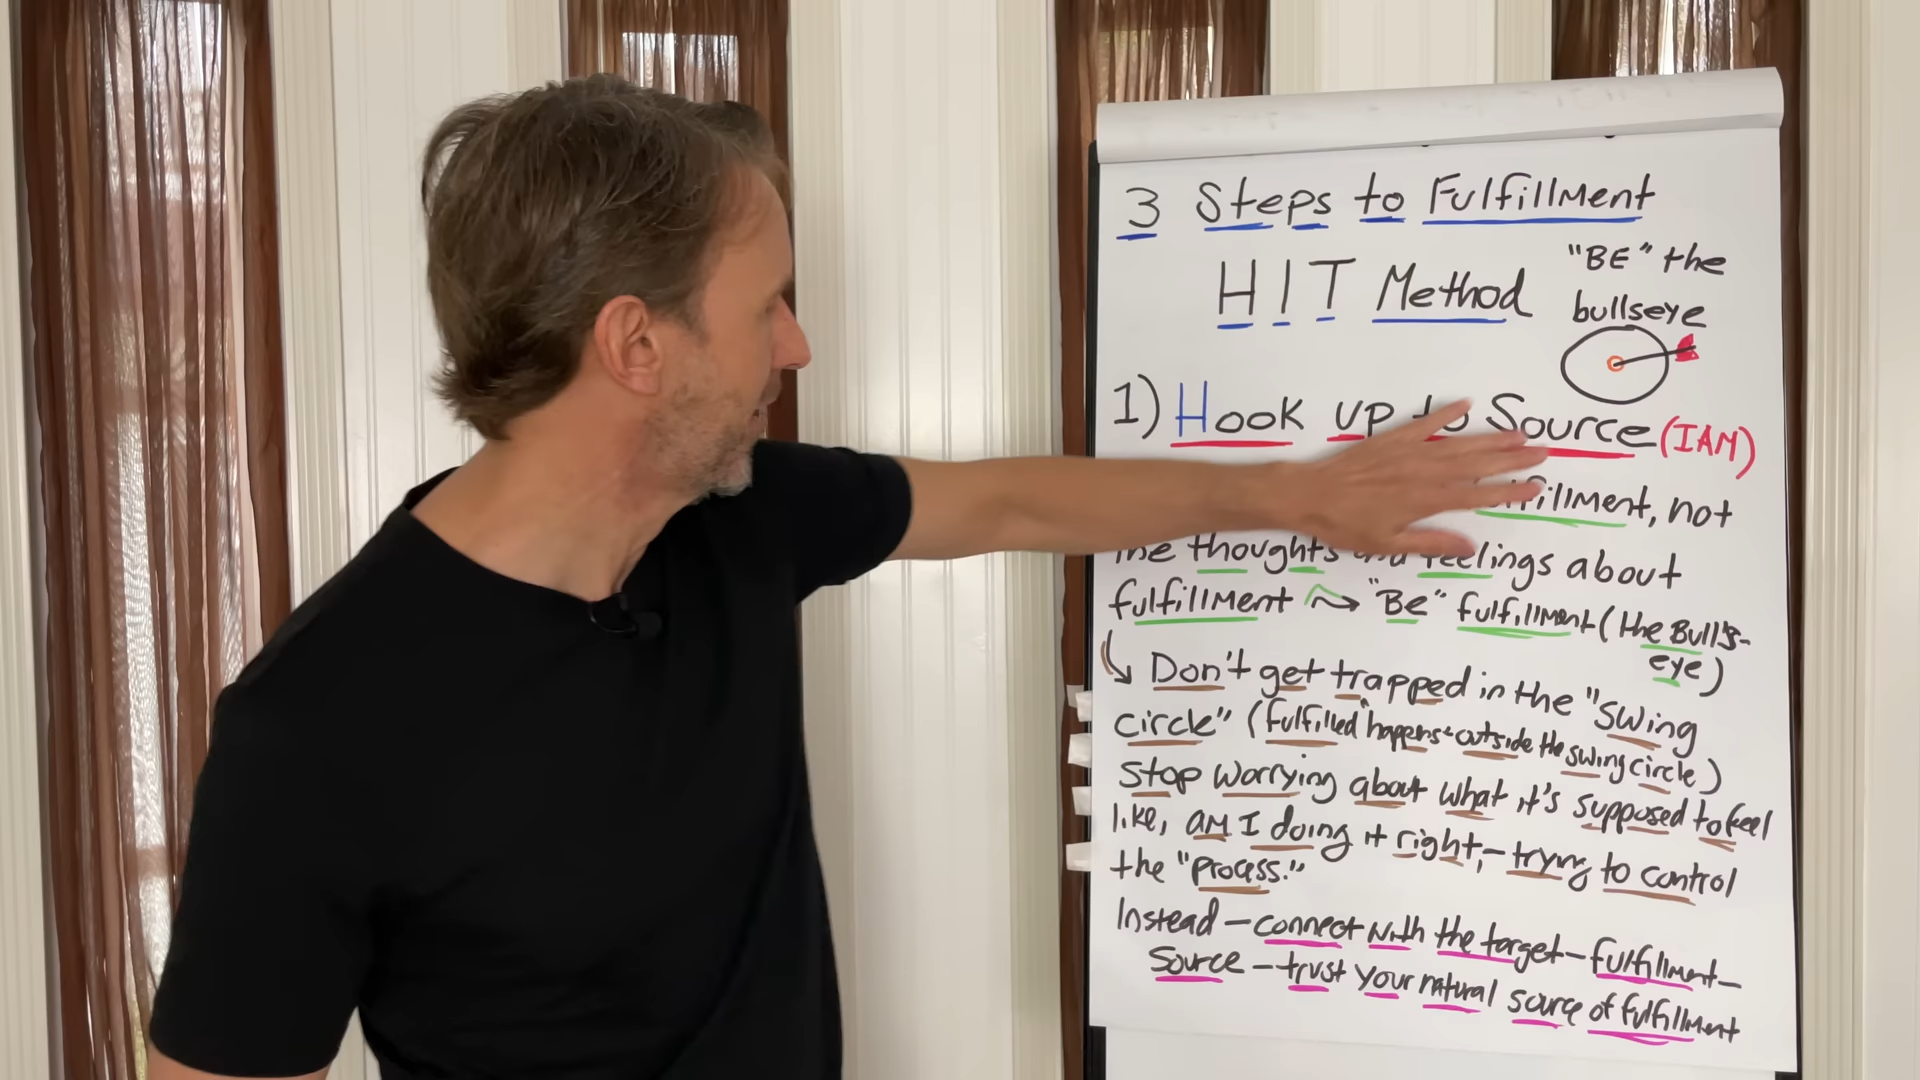 3 Steps to Fulfillment
HIT Method
"BE" the
bullseye
1) Hook up to Source (IAM)
not
the thoughts and feelings about
fulfillment → "BE" fulfillment (the Bull's-
eye)
Don't get trapped in the "swing
circle" (fulfilled happens outside the swing circle)
Stop worrying about what it's supposed to feel
like, am I doing it right, - trying to control
the "process."
Instead - connect with the target - fulfillment -
Source - trust your natural source of fulfillment